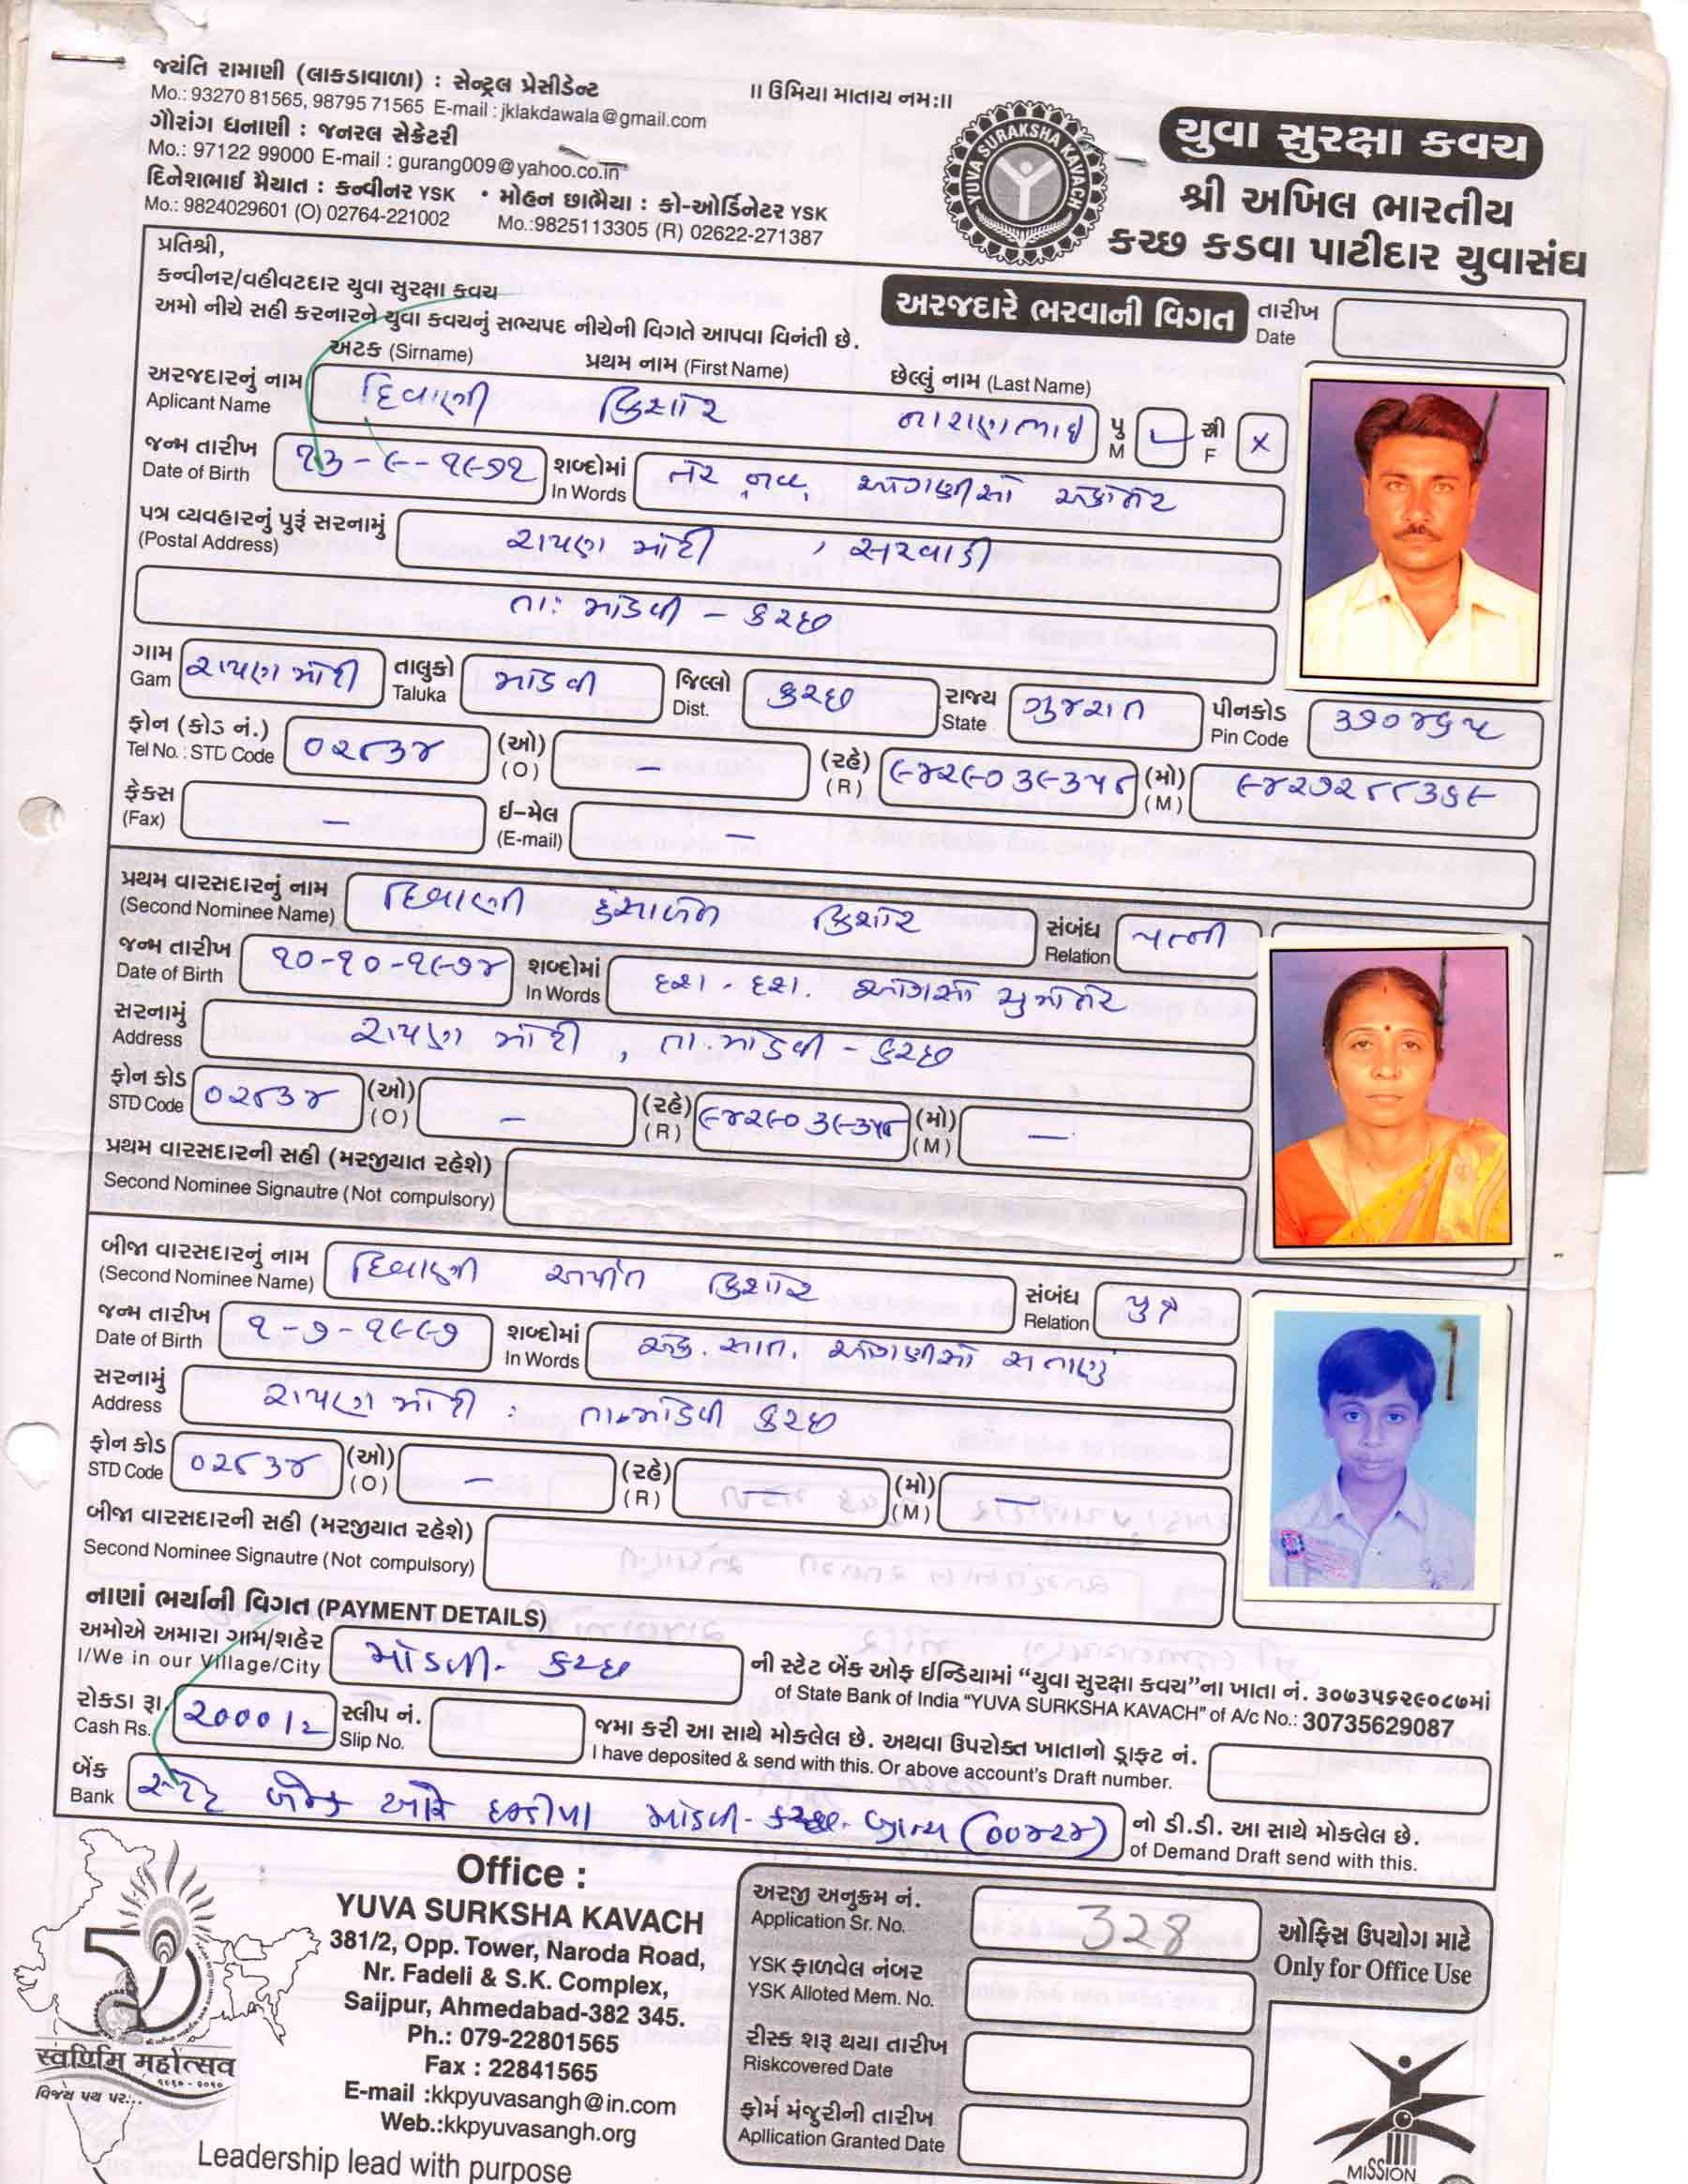 જ્યંતિ રામાણી (લાકડાવાળા) : સેન્ટ્રલ પ્રેસીડેન્ટ
Mo.: 93270 81565, 98795 71565 E-mail : jklakdawala@gmail.com
ગૌરાંગ ધનાણી : જનરલ સેક્રેટરી
Mo.: 97122 99000 E-mail : gurang009@yahoo.co.in
દિનેશભાઈ મૈયાત : કન્વીનર YSK • મોહન છાભૈયા : કો-ઓર્ડિનેટર YSK
Mo.: 9824029601 (O) 02764-221002 Mo.:9825113305 (R) 02622-271387
॥ ઉમિયા માતાય નમઃ॥
YUVA SURAKSHA KAVACH
યુવા સુરક્ષા કવચ
શ્રી અખિલ ભારતીય
કચ્છ કડવા પાટીદાર યુવાસંઘ
પ્રતિશ્રી,
કન્વીનર/વહીવટદાર યુવા સુરક્ષા કવચ
અમો નીચે સહી કરનારને યુવા કવચનું સભ્યપદ નીચેની વિગતે આપવા વિનંતી છે.
અરજદારે ભરવાની વિગત તારીખ
Date
અટક (Sirname) પ્રથમ નામ (First Name) છેલ્લું નામ (Last Name)
અરજદારનું નામ દિવાણી કિશોર નારાણભાઇ પુ ✓ સ્ત્રી X
Aplicant Name M F
જન્મ તારીખ ૧૩-૯-૧૯૭૧ શબ્દોમાં તેર નવ, ઓગણીસો એકોતેર
Date of Birth In Words
પત્ર વ્યવહારનું પુરૂં સરનામું રાયણ મોટી , સરવાડી
(Postal Address)
તા: માંડવી - કચ્છ
ગામ રાયણ મોટી તાલુકો માંડવી જિલ્લો કચ્છ રાજ્ય ગુજરાત પીનકોડ ૩૭૦૪૬૫
Gam Taluka Dist. State Pin Code
ફોન (કોડ નં.) ૦૨૮૩૪ (ઓ) – (રહે) ૯૪૨૯૦૩૯૩૫૮ (મો) ૯૪૨૭૨૮૮૩૬૯
Tel No. : STD Code (O) (R) (M)
ફેક્સ – ઈ-મેલ –
(Fax) (E-mail)
પ્રથમ વારસદારનું નામ દિવાણી કિશોર સંબંધ પત્ની
(Second Nominee Name) Relation
જન્મ તારીખ ૧૦-૧૦-૧૯૭૪ શબ્દોમાં દશ - દશ. ઓગણસો ચુમોતેર
Date of Birth In Words
સરનામું રાયણ મોટી , તા.માંડવી - કચ્છ
Address
ફોન કોડ ૦૨૮૩૪ (ઓ) – (રહે) ૯૪૨૯૦૩૯૩૫૮ (મો) –
STD Code (O) (R) (M)
પ્રથમ વારસદારની સહી (મરજીયાત રહેશે)
Second Nominee Signautre (Not compulsory)
બીજા વારસદારનું નામ દિવાણી કિશોર સંબંધ પુત્ર
(Second Nominee Name) Relation
જન્મ તારીખ ૧-૭-૧૯૯૭ શબ્દોમાં એક. સાત. ઓગણીસો સતાણું
Date of Birth In Words
સરનામું રાયણ મોટી : તા.માંડવી કચ્છ
Address
ફોન કોડ ૦૨૮૩૪ (ઓ) – (રહે) – (મો) –
STD Code (O) (R) (M)
બીજા વારસદારની સહી (મરજીયાત રહેશે)
Second Nominee Signautre (Not compulsory)
નાણાં ભર્યાની વિગત (PAYMENT DETAILS)
અમોએ અમારા ગામ/શહેર માંડવી- કચ્છ ની સ્ટેટ બેંક ઓફ ઈન્ડિયામાં “યુવા સુરક્ષા કવચ”ના ખાતા નં. ૩૦૭૩૫૬૨૯૦૮૭માં
I/We in our Village/City of State Bank of India “YUVA SURKSHA KAVACH” of A/c No.: 30735629087
રોકડા રૂા. ૨૦૦૦/- સ્લીપ નં. જમા કરી આ સાથે મોકલેલ છે. અથવા ઉપરોક્ત ખાતાનો ડ્રાફ્ટ નં.
Cash Rs. Slip No. I have deposited & send with this. Or above account's Draft number.
બેંક સ્ટેટ બેન્ક ઓફ ઇન્ડીયા માંડવી- કચ્છ- બ્રાન્ચ (૦૦૪૨૪) નો ડી.ડી. આ સાથે મોકલેલ છે.
Bank of Demand Draft send with this.
स्वर्णिम महोत्सव
૧૯૬૦ - ૨૦૧૦
વિજય પથ પર...
Office :
YUVA SURKSHA KAVACH
381/2, Opp. Tower, Naroda Road,
Nr. Fadeli & S.K. Complex,
Saijpur, Ahmedabad-382 345.
Ph.: 079-22801565
Fax : 22841565
E-mail :kkpyuvasangh@in.com
Web.:kkpyuvasangh.org
Leadership lead with purpose
અરજી અનુક્રમ નં. 328
Application Sr. No.
YSK ફાળવેલ નંબર
YSK Alloted Mem. No.
રીસ્ક શરૂ થયા તારીખ
Riskcovered Date
ફોર્મ મંજુરીની તારીખ
Apllication Granted Date
ઓફિસ ઉપયોગ માટે
Only for Office Use
MISSION